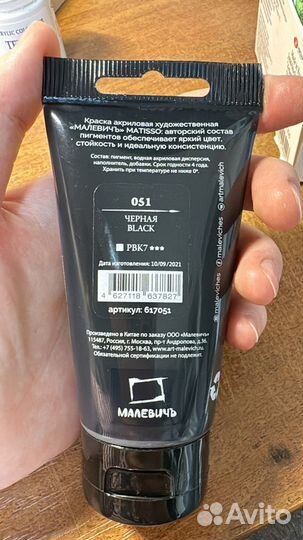 Краска акриловая художественная
«МАЛЕВИЧЪ» MATISSO: авторский состав
пигментов обеспечивает яркий цвет,
стойкость и идеальную консистенцию.
Состав: пигмент, водная акриловая дисперсия,
наполнитель, добавки. Срок годности 4 года.
Хранить при температуре не ниже 0°.
051
ЧЕРНАЯ
BLACK
PBK7 ***
Дата изготовления: 10/09/2021
4 627118 637827
артикул: 617051
Произведено в Китае по заказу ООО «Малевичъ»
115487, Россия, г. Москва, пр-т Андропова, д. 38.
Тел.: +7 (495) 755-18-63, www.art-malevich.ru
Обязательной сертификации не подлежит.
МАЛЕВИЧЪ
artmalevich
maleviches
maleviches
Avito